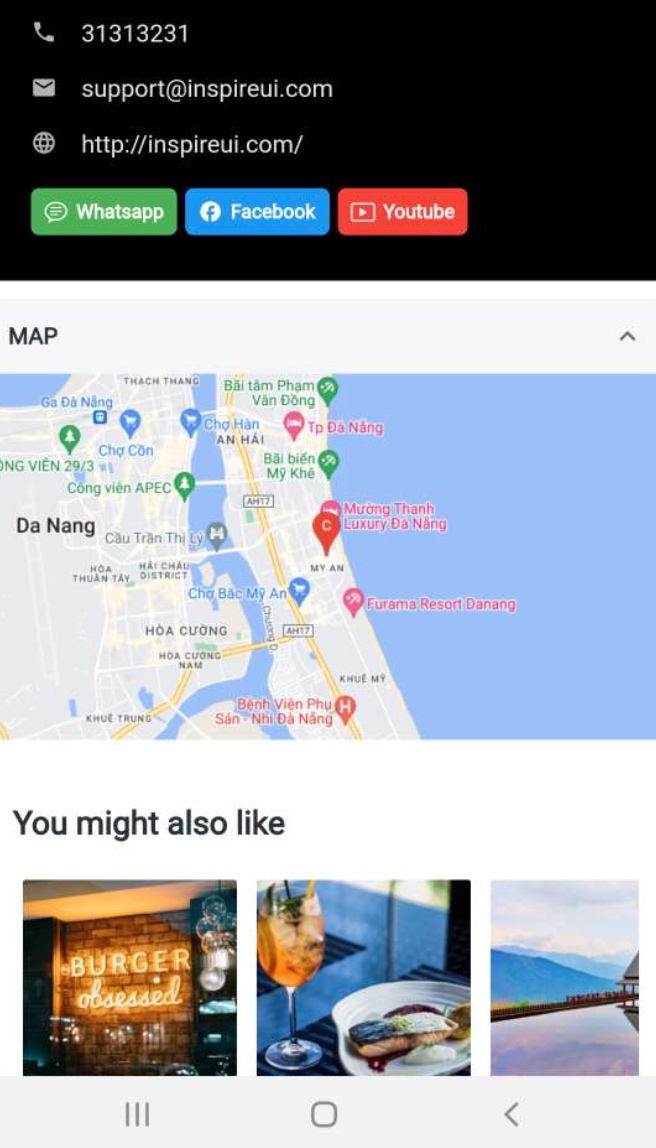 31313231
support@inspireui.com
http://inspireui.com/
Whatsapp
Facebook
Youtube
MAP
THẠCH THANG
Bãi tắm Phạm
Văn Đồng
Ga Đà Nẵng
Chợ Hàn
Tp Đà Nẵng
AN HẢI
Chợ Cồn
ÔNG VIÊN 29/3
Bãi biển
Mỹ Khê
Công viên APEC
AH17
Mường Thanh
Luxury Đà Nẵng
C
Da Nang
Cầu Trần Thị Lý
HÒA
THUẬN TÂY
HẢI CHÂU
DISTRICT
MỸ AN
Chợ Bắc Mỹ An
Furama Resort Danang
HÒA CƯỜNG
AH17
HÒA CƯỜNG
NAM
KHUÊ MỸ
Bệnh Viện Phụ
Sản - Nhi Đà Nẵng
H
KHUÊ TRUNG
You might also like
BURGER
obsessed